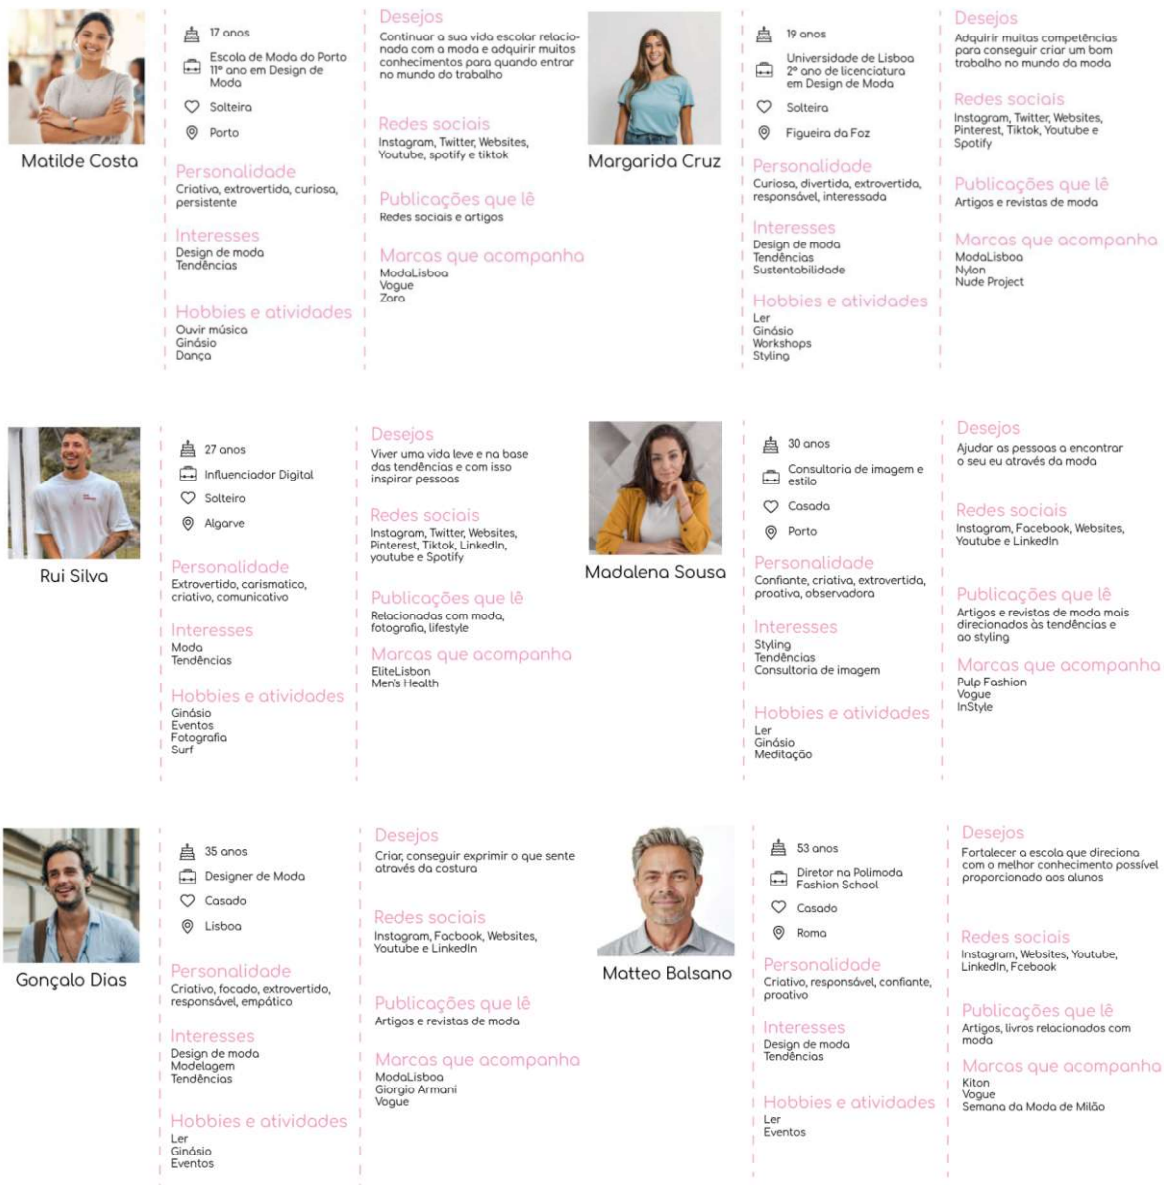 Matilde Costa
17 anos
Escola de Moda do Porto
11º ano em Design de
Moda
Solteira
Porto
Personalidade
Criativa, extrovertida, curiosa,
persistente
Interesses
Design de moda
Tendências
Hobbies e atividades
Ouvir música
Ginásio
Dança
Desejos
Continuar a sua vida escolar relacio-
nada com a moda e adquirir muitos
conhecimentos para quando entrar
no mundo do trabalho
Redes sociais
Instagram, Twitter, Websites,
Youtube, spotify e tiktok
Publicações que lê
Redes sociais e artigos
Marcas que acompanha
ModaLisboa
Vogue
Zara
Margarida Cruz
19 anos
Universidade de Lisboa
2º ano de licenciatura
em Design de Moda
Solteira
Figueira da Foz
Personalidade
Curiosa, divertida, extrovertida,
responsável, interessada
Interesses
Design de moda
Tendências
Sustentabilidade
Hobbies e atividades
Ler
Ginásio
Workshops
Styling
Desejos
Adquirir muitas competências
para conseguir criar um bom
trabalho no mundo da moda
Redes sociais
Instagram, Twitter, Websites,
Pinterest, Tiktok, Youtube e
Spotify
Publicações que lê
Artigos e revistas de moda
Marcas que acompanha
ModaLisboa
Nylon
Nude Project
Rui Silva
27 anos
Influenciador Digital
Solteiro
Algarve
Personalidade
Extrovertido, carismatico,
criativo, comunicativo
Interesses
Moda
Tendências
Hobbies e atividades
Ginásio
Eventos
Fotografia
Surf
Desejos
Viver uma vida leve e na base
das tendências e com isso
inspirar pessoas
Redes sociais
Instagram, Twitter, Websites,
Pinterest, Tiktok, LinkedIn,
youtube e Spotify
Publicações que lê
Relacionadas com moda,
fotografia, lifestyle
Marcas que acompanha
EliteLisbon
Men's Health
Madalena Sousa
30 anos
Consultoria de imagem e
estilo
Casada
Porto
Personalidade
Confiante, criativa, extrovertida,
proativa, observadora
Interesses
Styling
Tendências
Consultoria de imagem
Hobbies e atividades
Ler
Ginásio
Meditação
Desejos
Ajudar as pessoas a encontrar
o seu eu através da moda
Redes sociais
Instagram, Facebook, Websites,
Youtube e LinkedIn
Publicações que lê
Artigos e revistas de moda mais
direcionados às tendências e
ao styling
Marcas que acompanha
Pulp Fashion
Vogue
InStyle
Gonçalo Dias
35 anos
Designer de Moda
Casado
Lisboa
Personalidade
Criativo, focado, extrovertido,
responsável, empático
Interesses
Design de moda
Modelagem
Tendências
Hobbies e atividades
Ler
Ginásio
Eventos
Desejos
Criar, conseguir exprimir o que sente
através da costura
Redes sociais
Instagram, Facbook, Websites,
Youtube e LinkedIn
Publicações que lê
Artigos e revistas de moda
Marcas que acompanha
ModaLisboa
Giorgio Armani
Vogue
Matteo Balsano
53 anos
Diretor na Polimoda
Fashion School
Casado
Roma
Personalidade
Criativo, responsável, confiante,
proativo
Interesses
Design de moda
Tendências
Hobbies e atividades
Ler
Eventos
Desejos
Fortalecer a escola que direciona
com o melhor conhecimento possível
proporcionado aos alunos
Redes sociais
Instagram, Websites, Youtube,
LinkedIn, Fcebook
Publicações que lê
Artigos, livros relacionados com
moda
Marcas que acompanha
Kiton
Vogue
Semana da Moda de Milão